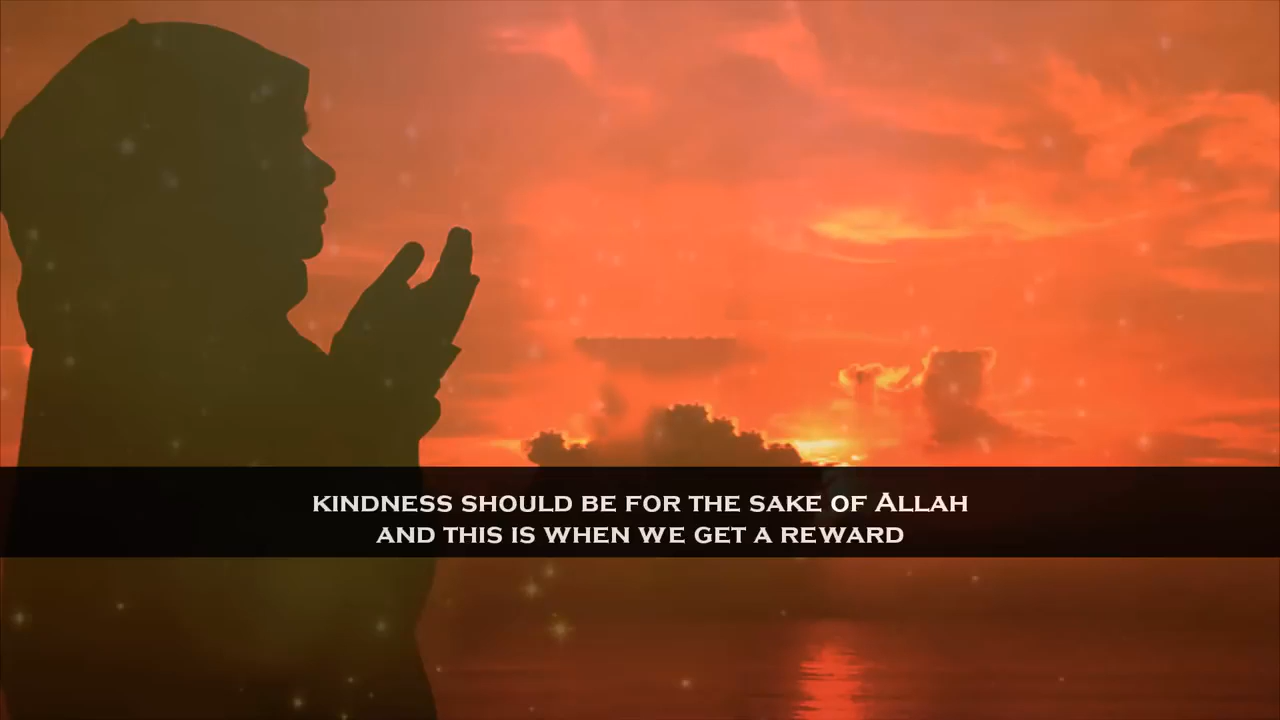 KINDNESS SHOULD BE FOR THE SAKE OF ALLAH
AND THIS IS WHEN WE GET A REWARD